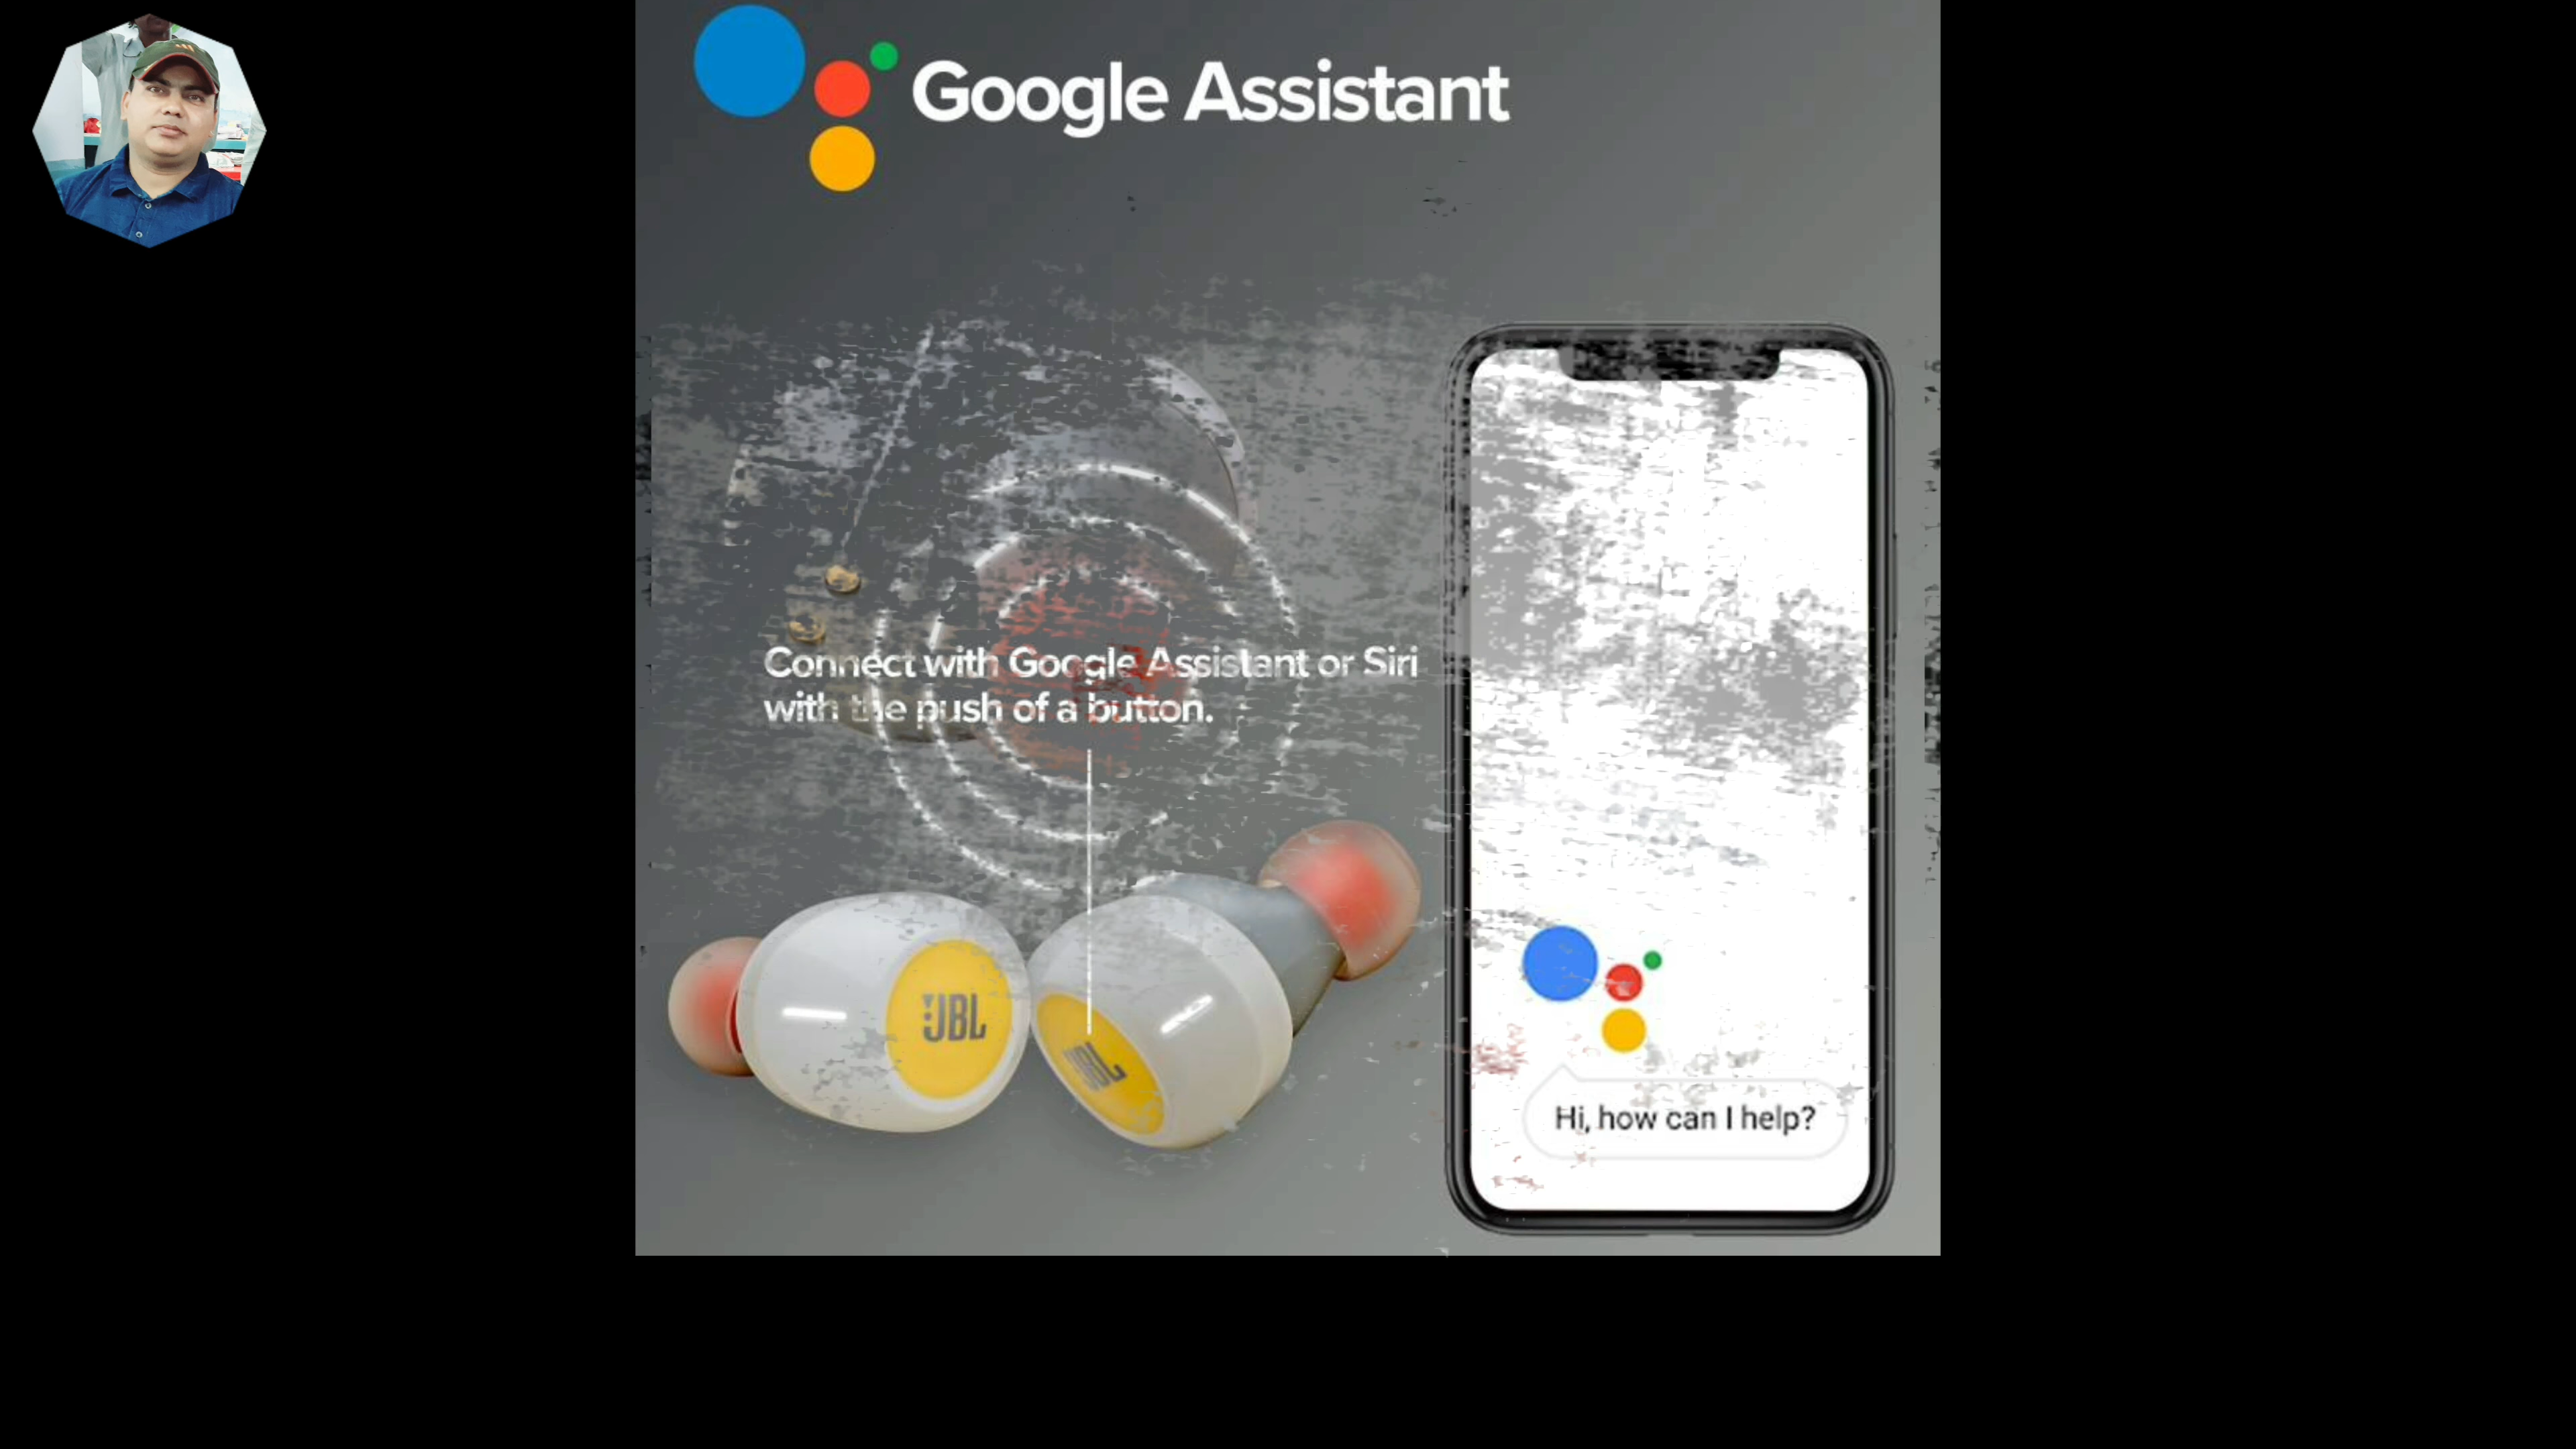 Google Assistant
Connect with Google Assistant or Siri
with the push of a button.
JBL
JBL
Hi, how can I help?